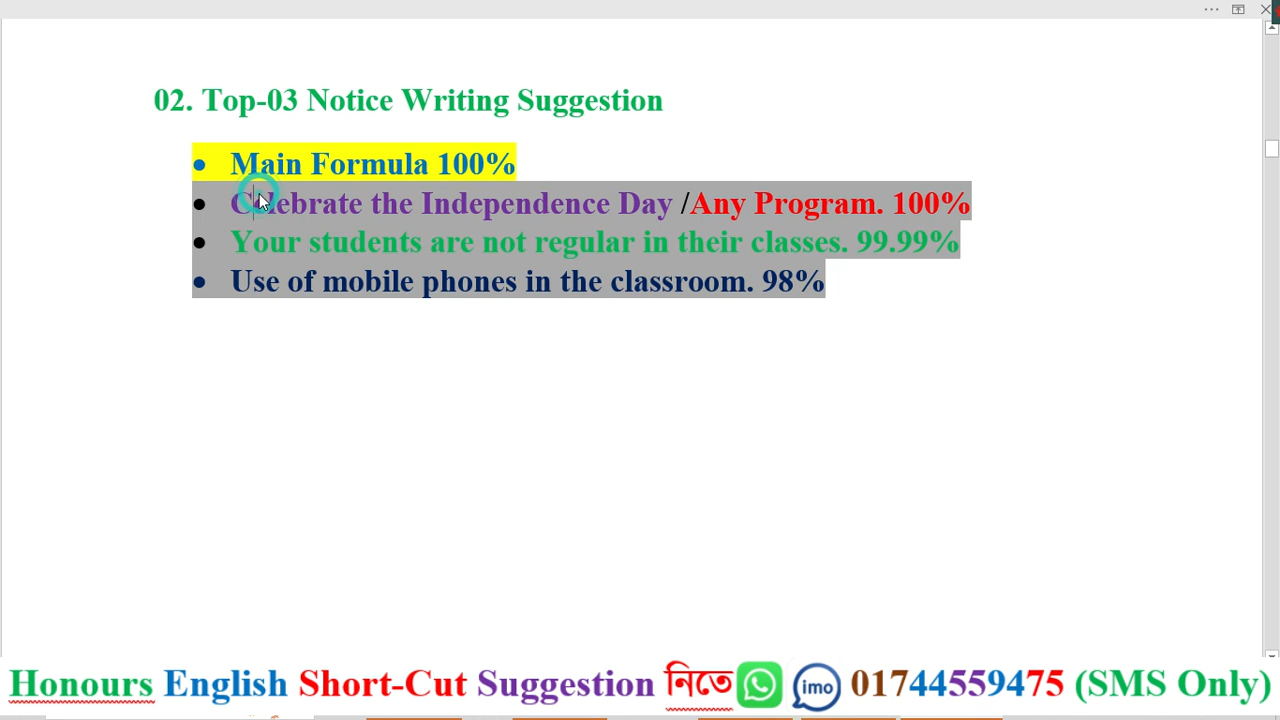 02. Top-03 Notice Writing Suggestion
• Main Formula 100%
• Celebrate the Independence Day /Any Program. 100%
• Your students are not regular in their classes. 99.99%
• Use of mobile phones in the classroom. 98%
Honours English Short-Cut Suggestion নিতে imo 01744559475 (SMS Only)